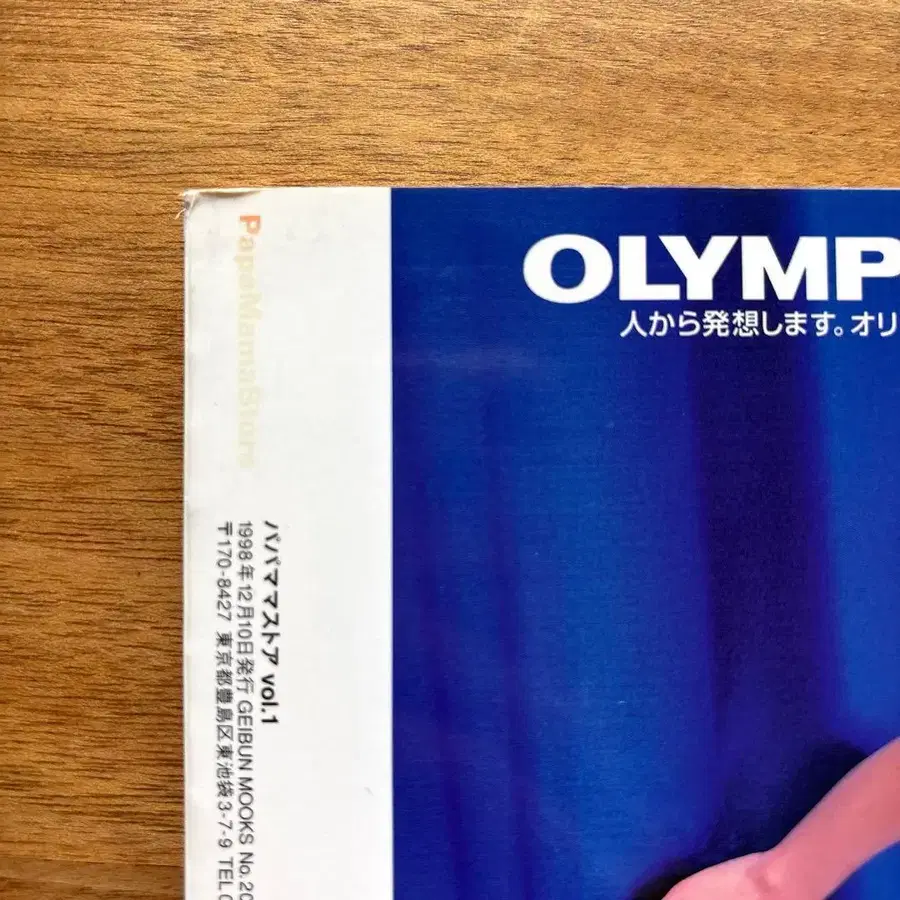 OLYMP
人から発想します。オリ
PapaMamaStore
パパママストア vol.1
1998年12月10日発行 GEIBUN MOOKS No.20
〒170-8427 東京都豊島区東池袋3-7-9 TEL